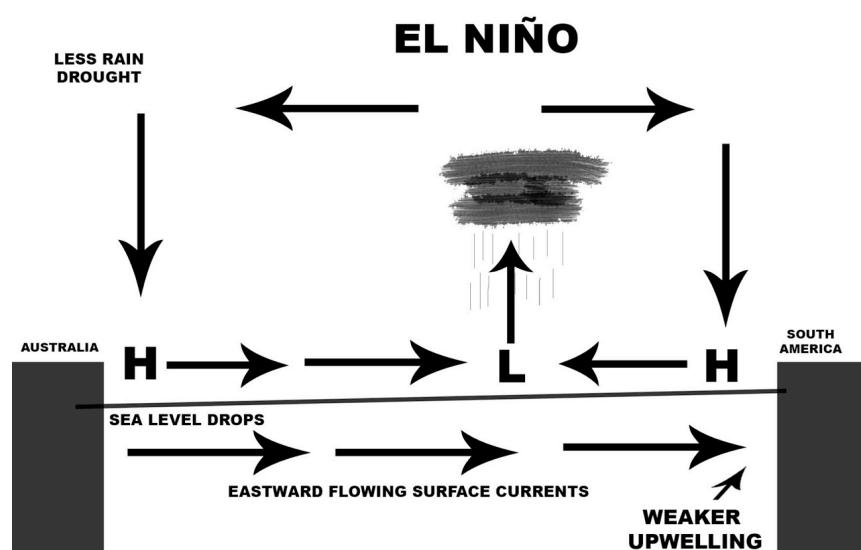 EL NIÑO
LESS RAIN
DROUGHT
AUSTRALIA
H
L
H
SOUTH
AMERICA
SEA LEVEL DROPS
EASTWARD FLOWING SURFACE CURRENTS
WEAKER
UPWELLING